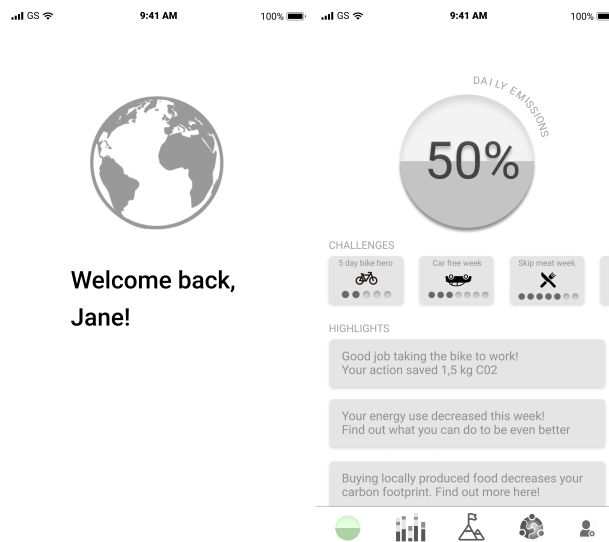 GS 9:41 AM 100%
Welcome back,
Jane!
GS 9:41 AM 100%
DAILY EMISSIONS
50%
CHALLENGES
5 day bike hero
Car free week
Skip meat week
HIGHLIGHTS
Good job taking the bike to work!
Your action saved 1,5 kg C02
Your energy use decreased this week!
Find out what you can do to be even better
Buying locally produced food decreases your
carbon footprint. Find out more here!